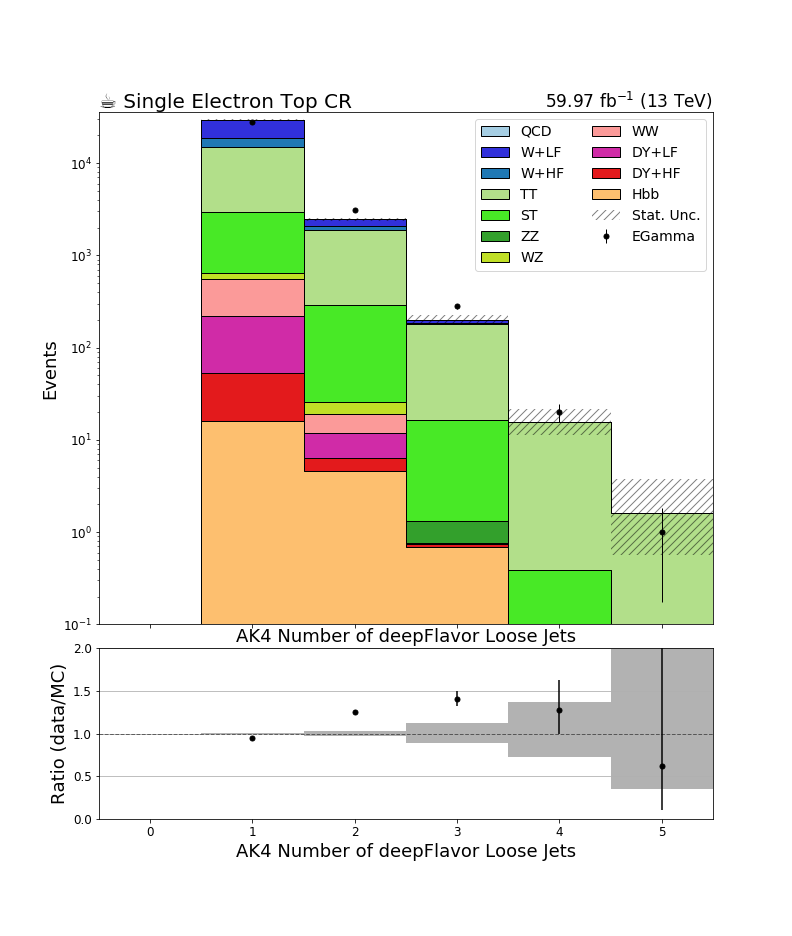 ☕ Single Electron Top CR
59.97 fb⁻¹ (13 TeV)
QCD
W+LF
W+HF
TT
ST
ZZ
WZ
WW
DY+LF
DY+HF
Hbb
Stat. Unc.
EGamma
Events
10⁴
10³
10²
10¹
10⁰
10⁻¹
AK4 Number of deepFlavor Loose Jets
Ratio (data/MC)
2.0
1.5
1.0
0.5
0.0
0 1 2 3 4 5
AK4 Number of deepFlavor Loose Jets